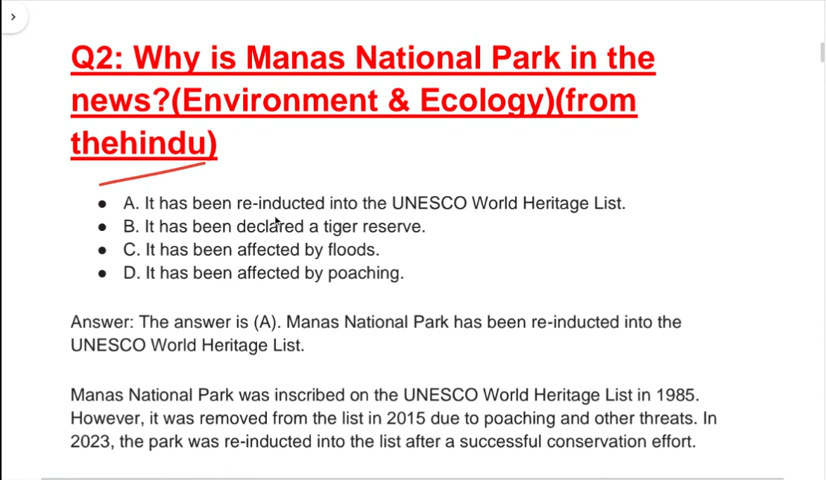 Q2: Why is Manas National Park in the
news?(Environment & Ecology)(from
thehindu)
● A. It has been re-inducted into the UNESCO World Heritage List.
● B. It has been declared a tiger reserve.
● C. It has been affected by floods.
● D. It has been affected by poaching.
Answer: The answer is (A). Manas National Park has been re-inducted into the
UNESCO World Heritage List.
Manas National Park was inscribed on the UNESCO World Heritage List in 1985.
However, it was removed from the list in 2015 due to poaching and other threats. In
2023, the park was re-inducted into the list after a successful conservation effort.